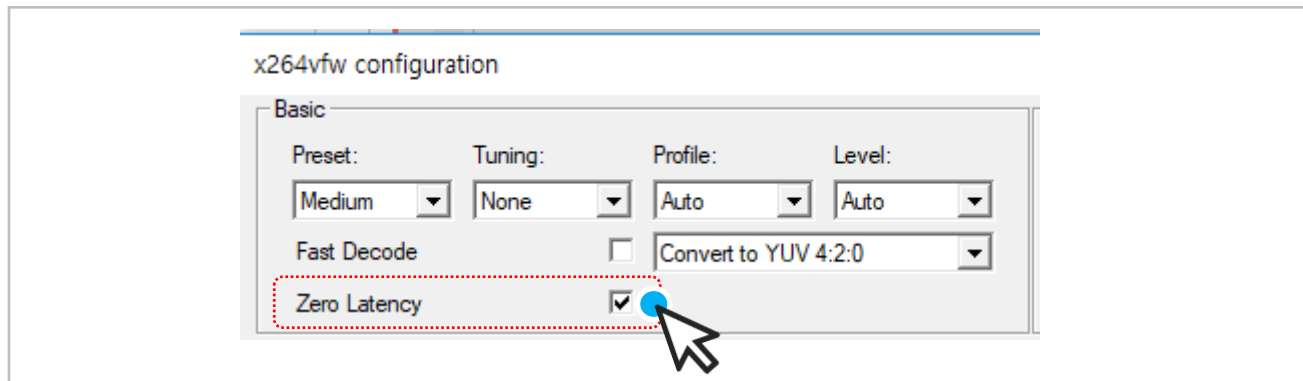 x264vfw configuration
Basic
Preset: Tuning: Profile: Level:
Medium None Auto Auto
Fast Decode Convert to YUV 4:2:0
Zero Latency